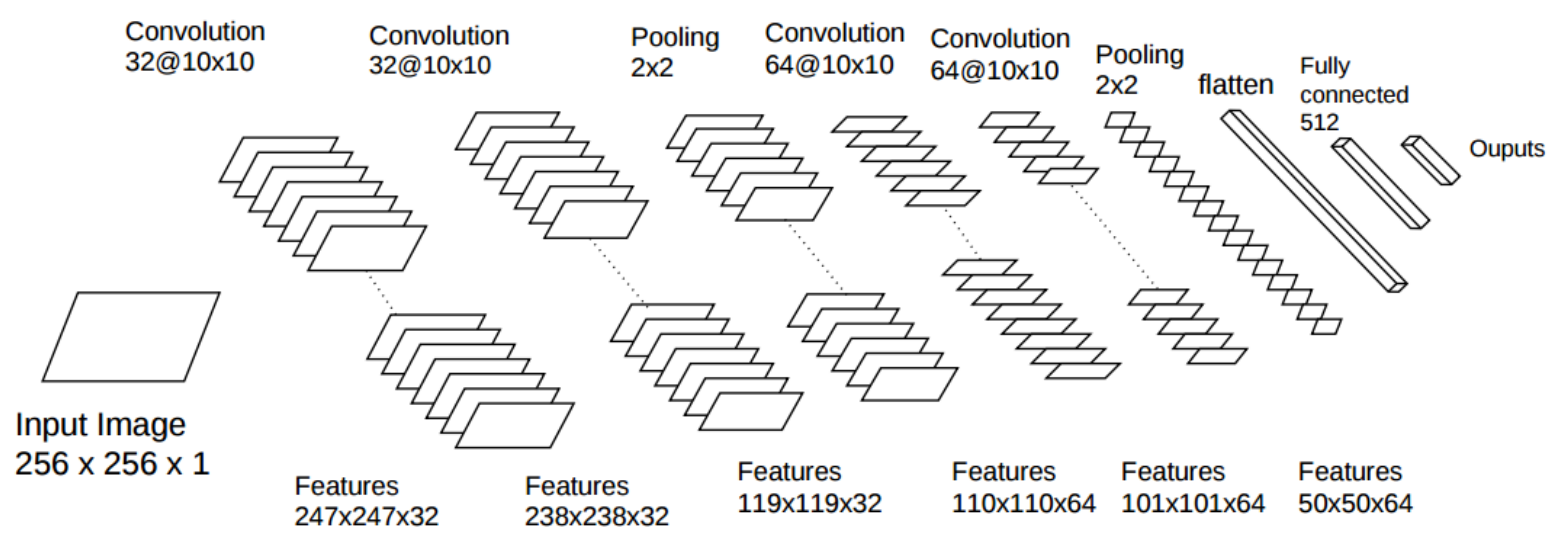 Convolution
32@10x10
Convolution
32@10x10
Pooling
2x2
Convolution
64@10x10
Convolution
64@10x10
Pooling
2x2
flatten
Fully
connected
512
Ouputs
Input Image
256 x 256 x 1
Features
247x247x32
Features
238x238x32
Features
119x119x32
Features
110x110x64
Features
101x101x64
Features
50x50x64